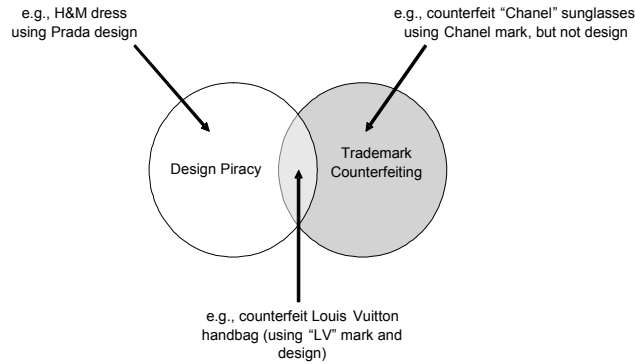 e.g., H&M dress
using Prada design
e.g., counterfeit “Chanel” sunglasses
using Chanel mark, but not design
Design Piracy
Trademark
Counterfeiting
e.g., counterfeit Louis Vuitton
handbag (using “LV” mark and
design)